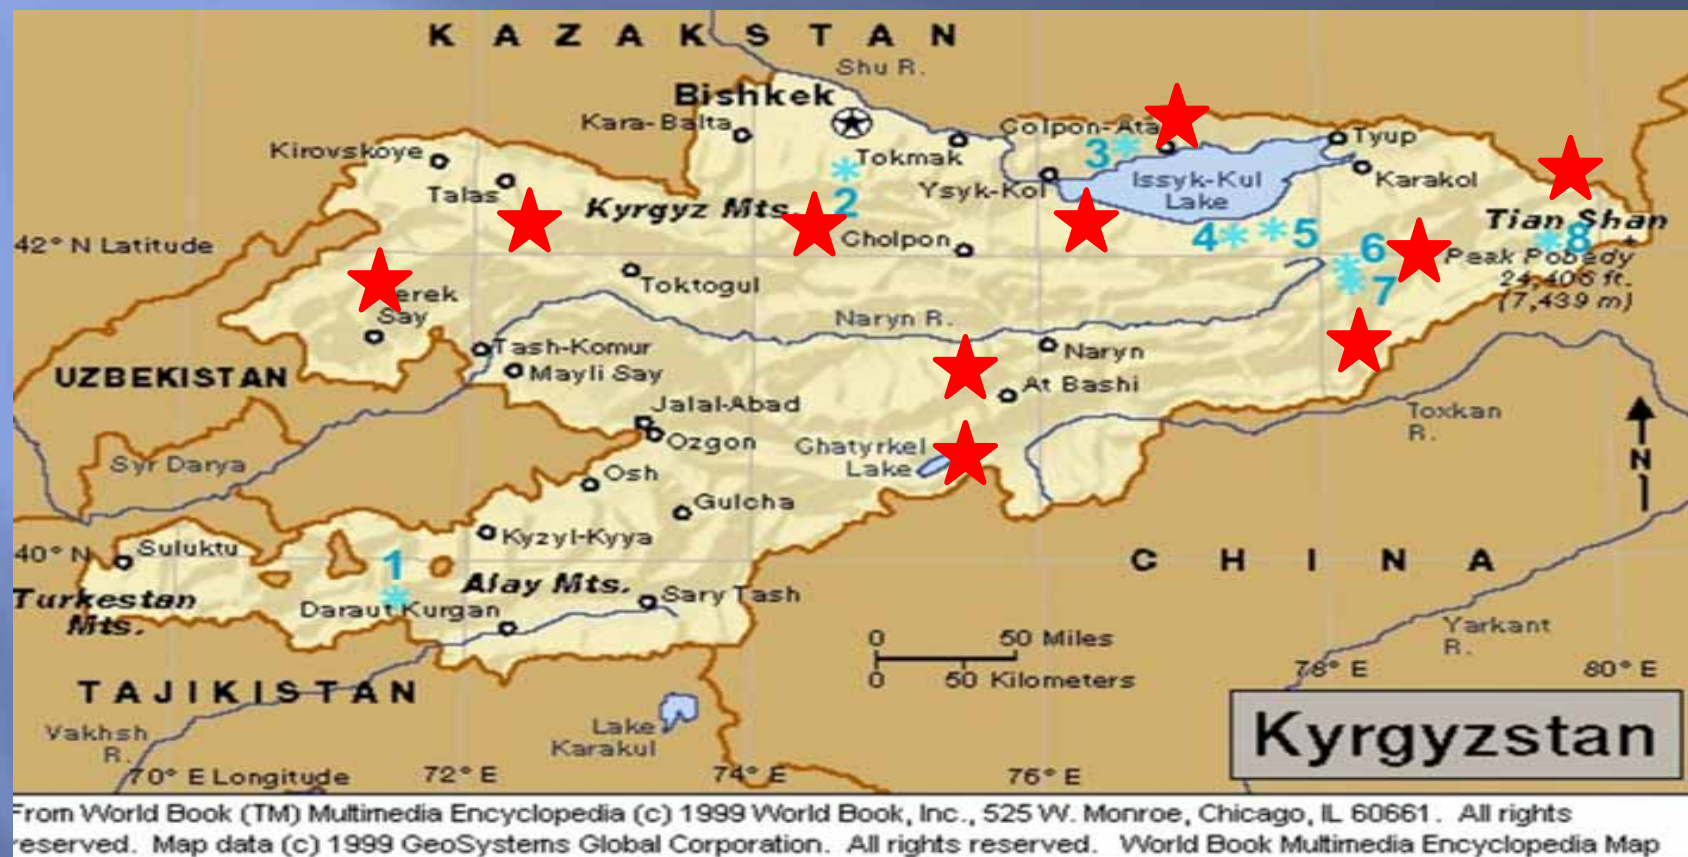 K A Z A K S T A N
Shu R.
Bishkek
Kara-Balta
Colpon-Ata
Tyup
Kirovskoye
Tokmak
3
Talas
Ysyk-Kol
Issyk-Kul
Lake
Karakol
2
Kyrgyz Mts.
Tian Shan
42° N Latitude
Cholpon
4
5
6
8
Peak Pobedy
24,406 ft.
(7,439 m)
Toktogul
7
erek
Say
Naryn R.
Tash-Komur
Naryn
UZBEKISTAN
Mayli Say
At Bashi
Jalal-Abad
Toxkan
R.
Ozgon
Chatyrkel
Lake
Syr Darya
Osh
N
Gulcha
40° N
Suluktu
Kyzyl-Kyya
C H I N A
1
Alay Mts.
Turkestan
Mts.
Daraut Kurgan
Sary Tash
0 50 Miles
0 50 Kilometers
Yarkant
R.
78° E
80° E
TAJIKISTAN
Vakhsh
R.
Lake
Karakul
Kyrgyzstan
70° E Longitude
72° E
74° E
76° E
From World Book (TM) Multimedia Encyclopedia (c) 1999 World Book, Inc., 525 W. Monroe, Chicago, IL 60661. All rights
reserved. Map data (c) 1999 GeoSystems Global Corporation. All rights reserved. World Book Multimedia Encyclopedia Map